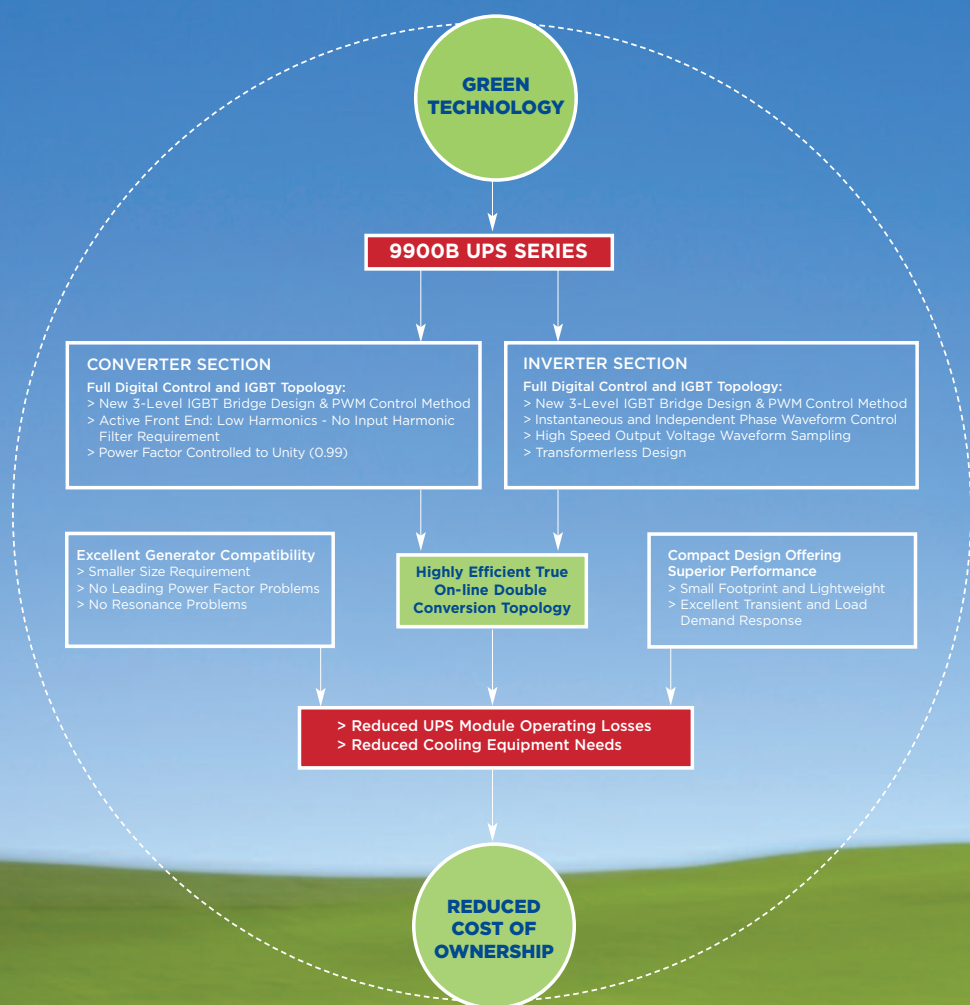 GREEN
TECHNOLOGY
9900B UPS SERIES
CONVERTER SECTION
Full Digital Control and IGBT Topology:
> New 3-Level IGBT Bridge Design & PWM Control Method
> Active Front End: Low Harmonics - No Input Harmonic
Filter Requirement
> Power Factor Controlled to Unity (0.99)
INVERTER SECTION
Full Digital Control and IGBT Topology:
> New 3-Level IGBT Bridge Design & PWM Control Method
> Instantaneous and Independent Phase Waveform Control
> High Speed Output Voltage Waveform Sampling
> Transformerless Design
Excellent Generator Compatibility
> Smaller Size Requirement
> No Leading Power Factor Problems
> No Resonance Problems
Highly Efficient True
On-line Double
Conversion Topology
Compact Design Offering
Superior Performance
> Small Footprint and Lightweight
> Excellent Transient and Load
Demand Response
> Reduced UPS Module Operating Losses
> Reduced Cooling Equipment Needs
REDUCED
COST OF
OWNERSHIP